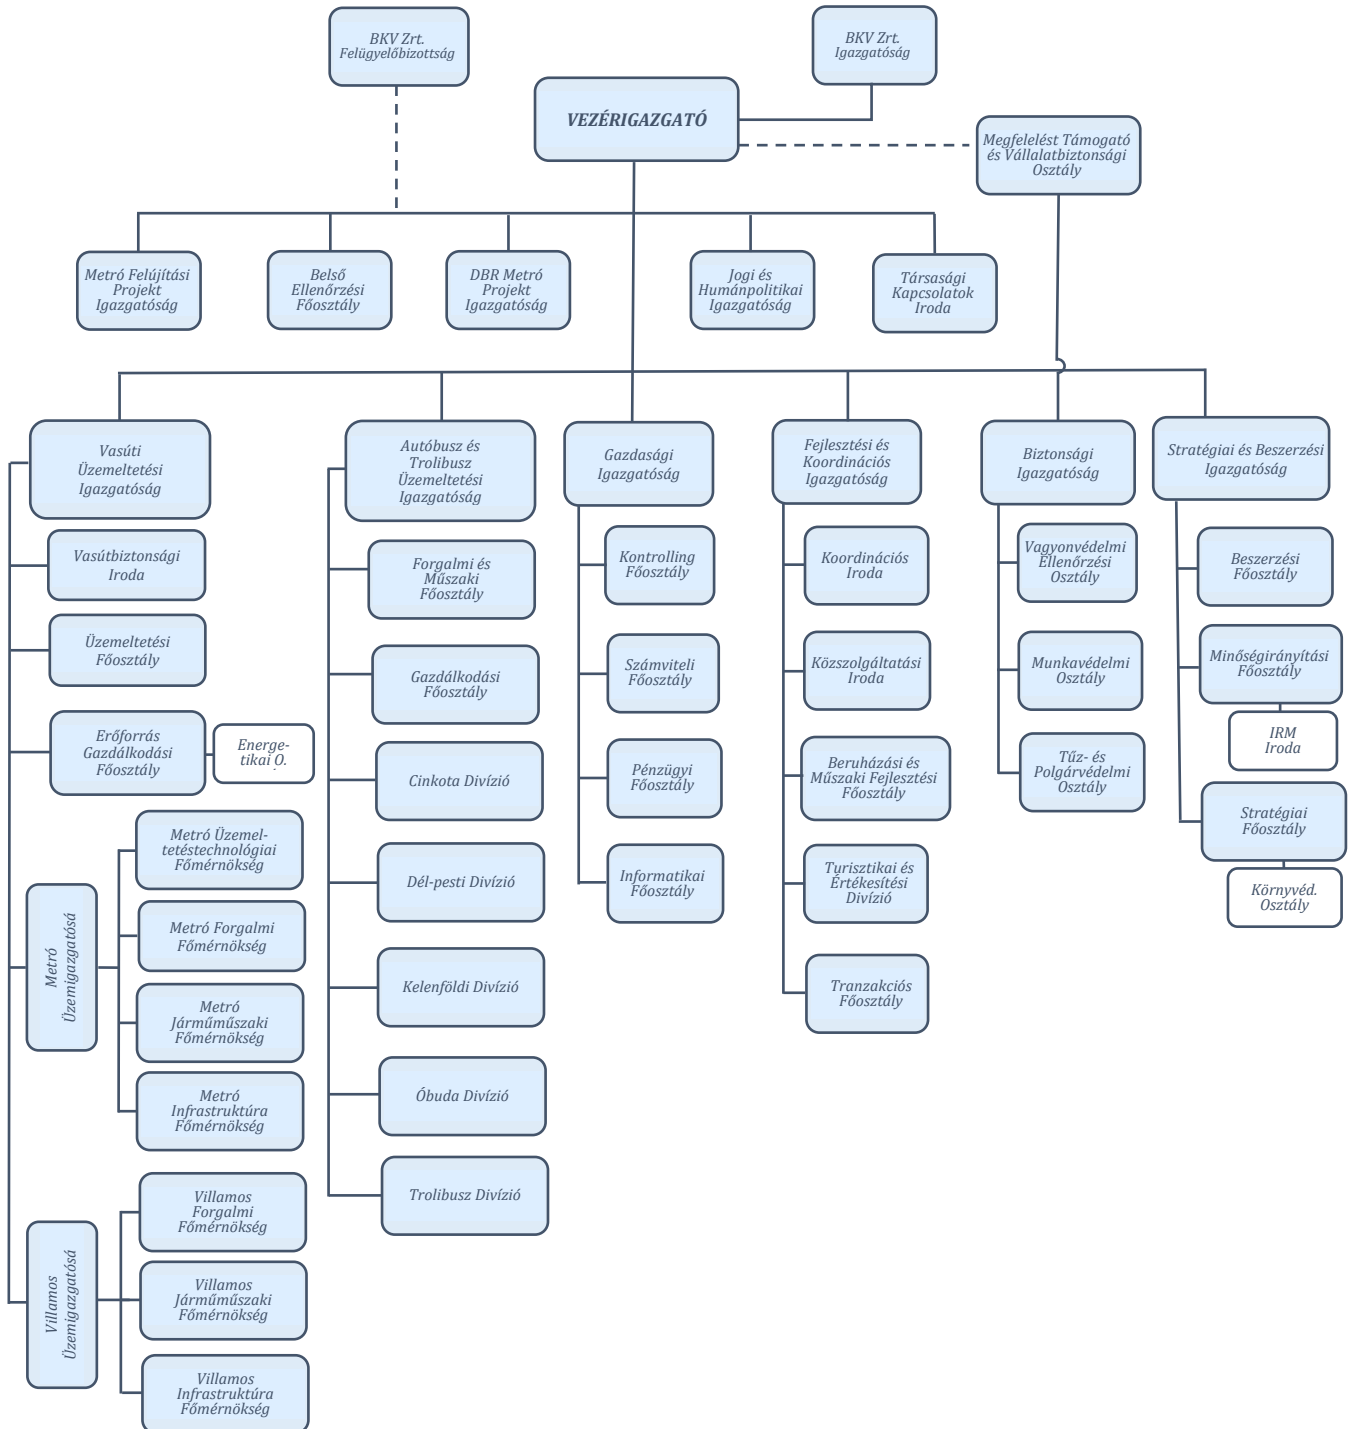 BKV Zrt.
Felügyelőbizottság
BKV Zrt.
Igazgatóság
VEZÉRIGAZGATÓ
Megfelelést Támogató
és Vállalatbiztonsági
Osztály
Metró Felújítási
Projekt
Igazgatóság
Belső
Ellenőrzési
Főosztály
DBR Metró
Projekt
Igazgatóság
Jogi és
Humánpolitikai
Igazgatóság
Társasági
Kapcsolatok
Iroda
Vasúti
Üzemeltetési
Igazgatóság
Vasútbiztonsági
Iroda
Üzemeltetési
Főosztály
Erőforrás
Gazdálkodási
Főosztály
Energe-
tikai O.
Metró
Üzemigazgatósá
Metró Üzemel-
tetéstechnológiai
Főmérnökség
Metró Forgalmi
Főmérnökség
Metró
Járműműszaki
Főmérnökség
Metró
Infrastruktúra
Főmérnökség
Villamos
Üzemigazgatósá
Villamos
Forgalmi
Főmérnökség
Villamos
Járműműszaki
Főmérnökség
Villamos
Infrastruktúra
Főmérnökség
Autóbusz és
Trolibusz
Üzemeltetési
Igazgatóság
Forgalmi és
Műszaki
Főosztály
Gazdálkodási
Főosztály
Cinkota Divízió
Dél-pesti Divízió
Kelenföldi Divízió
Óbuda Divízió
Trolibusz Divízió
Gazdasági
Igazgatóság
Kontrolling
Főosztály
Számviteli
Főosztály
Pénzügyi
Főosztály
Informatikai
Főosztály
Fejlesztési és
Koordinációs
Igazgatóság
Koordinációs
Iroda
Közszolgáltatási
Iroda
Beruházási és
Műszaki Fejlesztési
Főosztály
Turisztikai és
Értékesítési
Divízió
Tranzakciós
Főosztály
Biztonsági
Igazgatóság
Vagyonvédelmi
Ellenőrzési
Osztály
Munkavédelmi
Osztály
Tűz- és
Polgárvédelmi
Osztály
Stratégiai és Beszerzési
Igazgatóság
Beszerzési
Főosztály
Minőségirányítási
Főosztály
IRM
Iroda
Stratégiai
Főosztály
Környvéd.
Osztály